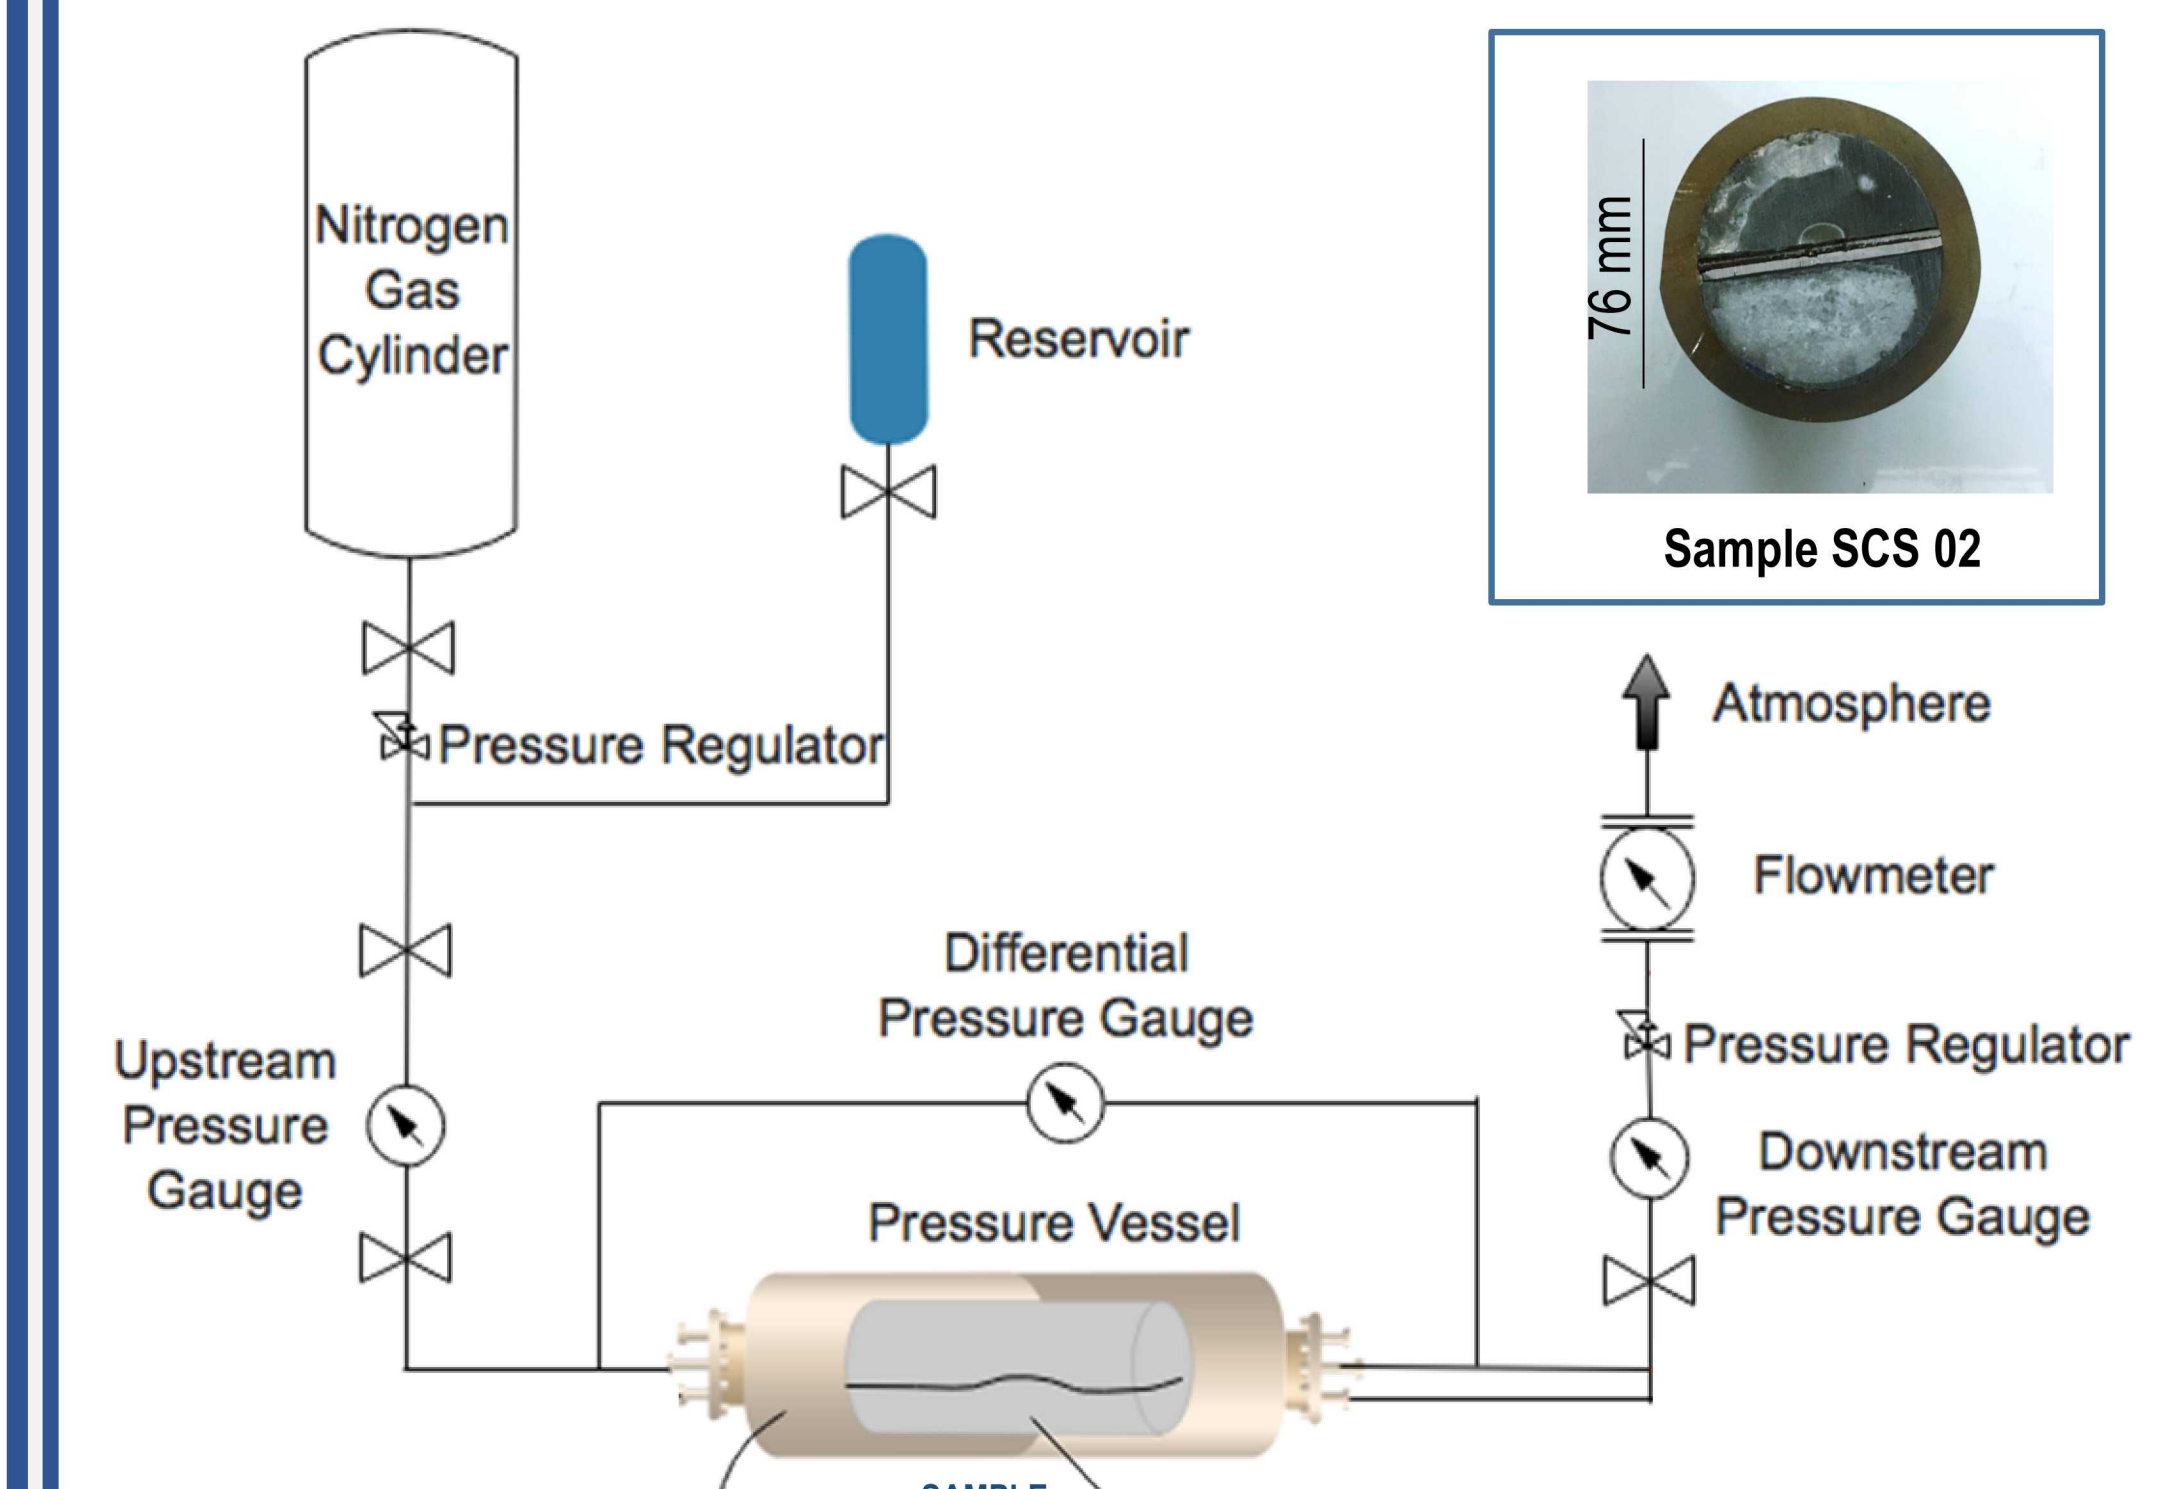 Nitrogen
Gas
Cylinder
Reservoir
76 mm
Sample SCS 02
Pressure Regulator
Atmosphere
Flowmeter
Differential
Pressure Gauge
Pressure Regulator
Upstream
Pressure
Gauge
Downstream
Pressure Gauge
Pressure Vessel
SAMPLE